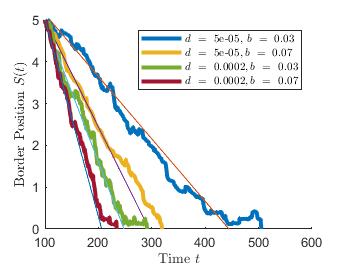 5
4
3
2
1
0
Border Position S(t)
d = 5e-05, b = 0.03
d = 5e-05, b = 0.07
d = 0.0002, b = 0.03
d = 0.0002, b = 0.07
100 200 300 400 500 600
Time t